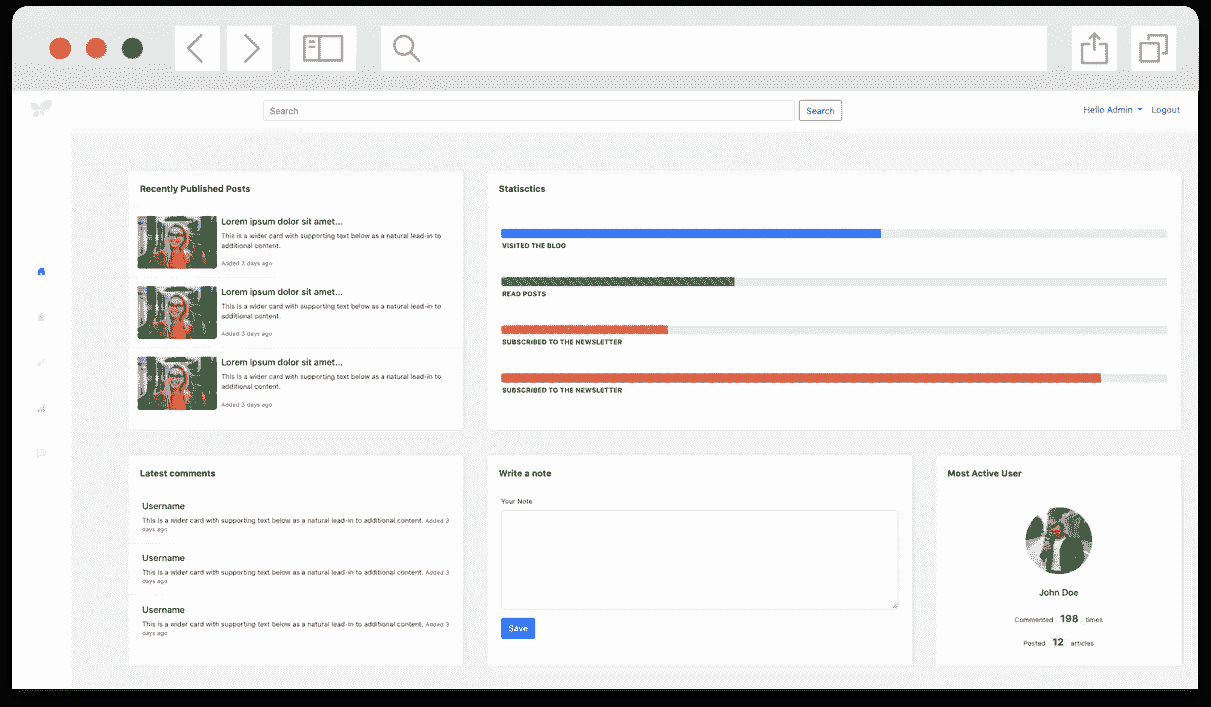 Search
Search
Hello Admin
Logout
Recently Published Posts
Lorem ipsum dolor sit amet...
This is a wider card with supporting text below as a natural lead-in to
additional content.
Added 3 days ago
Lorem ipsum dolor sit amet...
This is a wider card with supporting text below as a natural lead-in to
additional content.
Added 3 days ago
Lorem ipsum dolor sit amet...
This is a wider card with supporting text below as a natural lead-in to
additional content.
Added 3 days ago
Statisctics
VISITED THE BLOG
READ POSTS
SUBSCRIBED TO THE NEWSLETTER
SUBSCRIBED TO THE NEWSLETTER
Latest comments
Username
This is a wider card with supporting text below as a natural lead-in to additional content. Added 3
days ago
Username
This is a wider card with supporting text below as a natural lead-in to additional content. Added 3
days ago
Username
This is a wider card with supporting text below as a natural lead-in to additional content. Added 3
days ago
Write a note
Your Note
Save
Most Active User
John Doe
Commented 198 times
Posted 12 articles